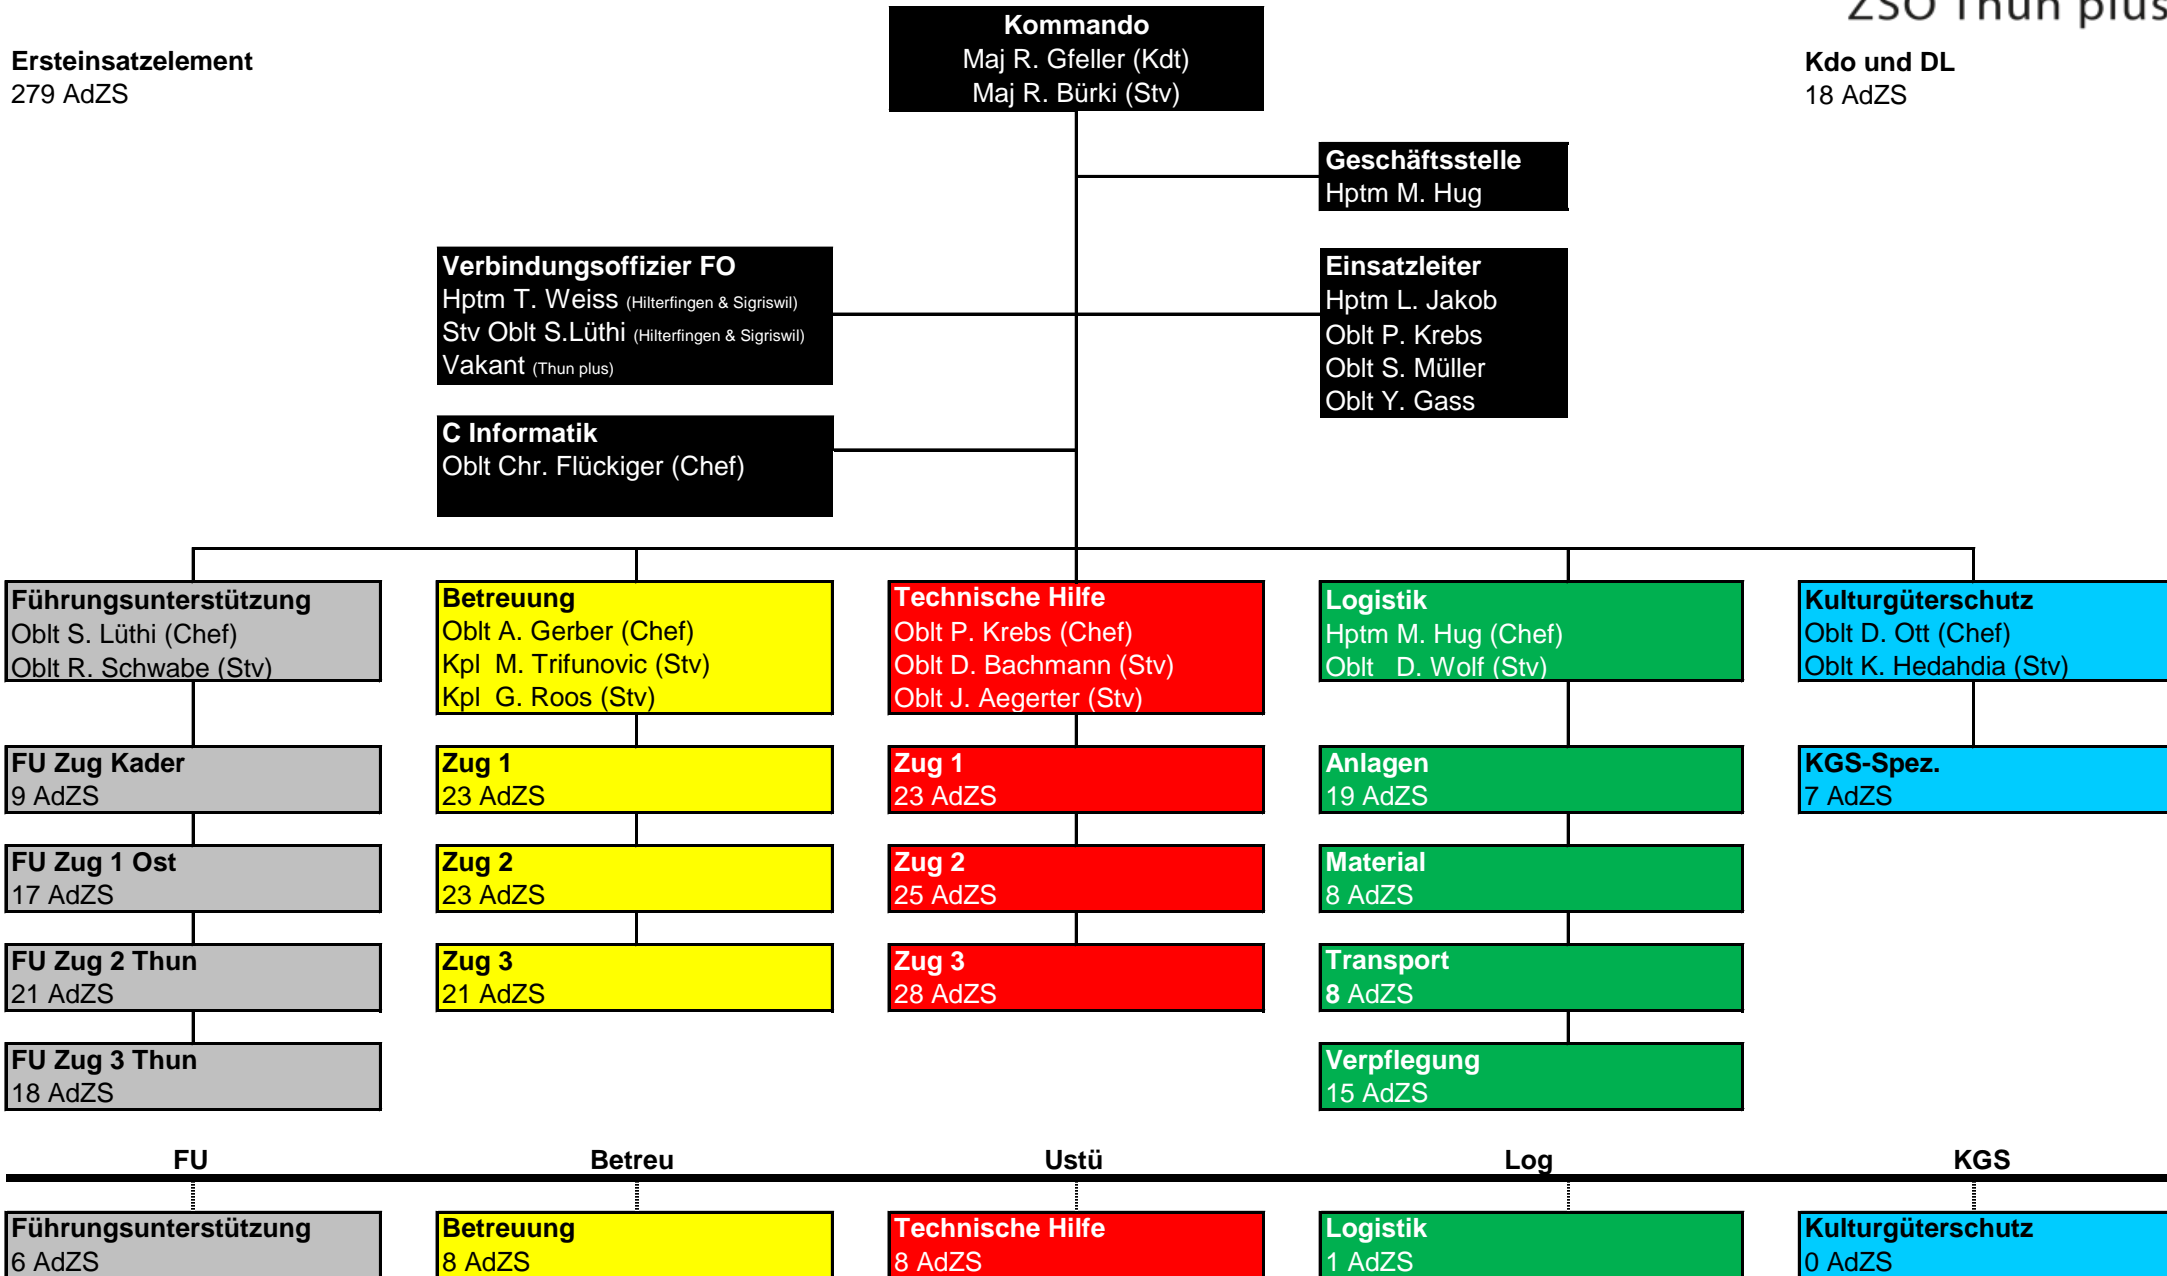 ZSO Thun plus
Kommando
Maj R. Gfeller (Kdt)
Maj R. Bürki (Stv)
Ersteinsatzelement
279 AdZS
Kdo und DL
18 AdZS
Geschäftsstelle
Hptm M. Hug
Verbindungsoffizier FO
Hptm T. Weiss (Hilterfingen & Sigriswil)
Stv Oblt S.Lüthi (Hilterfingen & Sigriswil)
Vakant (Thun plus)
Einsatzleiter
Hptm L. Jakob
Oblt P. Krebs
Oblt S. Müller
Oblt Y. Gass
C Informatik
Oblt Chr. Flückiger (Chef)
Führungsunterstützung
Oblt S. Lüthi (Chef)
Oblt R. Schwabe (Stv)
Betreuung
Oblt A. Gerber (Chef)
Kpl M. Trifunovic (Stv)
Kpl G. Roos (Stv)
Technische Hilfe
Oblt P. Krebs (Chef)
Oblt D. Bachmann (Stv)
Oblt J. Aegerter (Stv)
Logistik
Hptm M. Hug (Chef)
Oblt D. Wolf (Stv)
Kulturgüterschutz
Oblt D. Ott (Chef)
Oblt K. Hedahdia (Stv)
FU Zug Kader
9 AdZS
Zug 1
23 AdZS
Zug 1
23 AdZS
Anlagen
19 AdZS
KGS-Spez.
7 AdZS
FU Zug 1 Ost
17 AdZS
Zug 2
23 AdZS
Zug 2
25 AdZS
Material
8 AdZS
FU Zug 2 Thun
21 AdZS
Zug 3
21 AdZS
Zug 3
28 AdZS
Transport
8 AdZS
FU Zug 3 Thun
18 AdZS
Verpflegung
15 AdZS
FU
Betreu
Ustü
Log
KGS
Führungsunterstützung
6 AdZS
Betreuung
8 AdZS
Technische Hilfe
8 AdZS
Logistik
1 AdZS
Kulturgüterschutz
0 AdZS